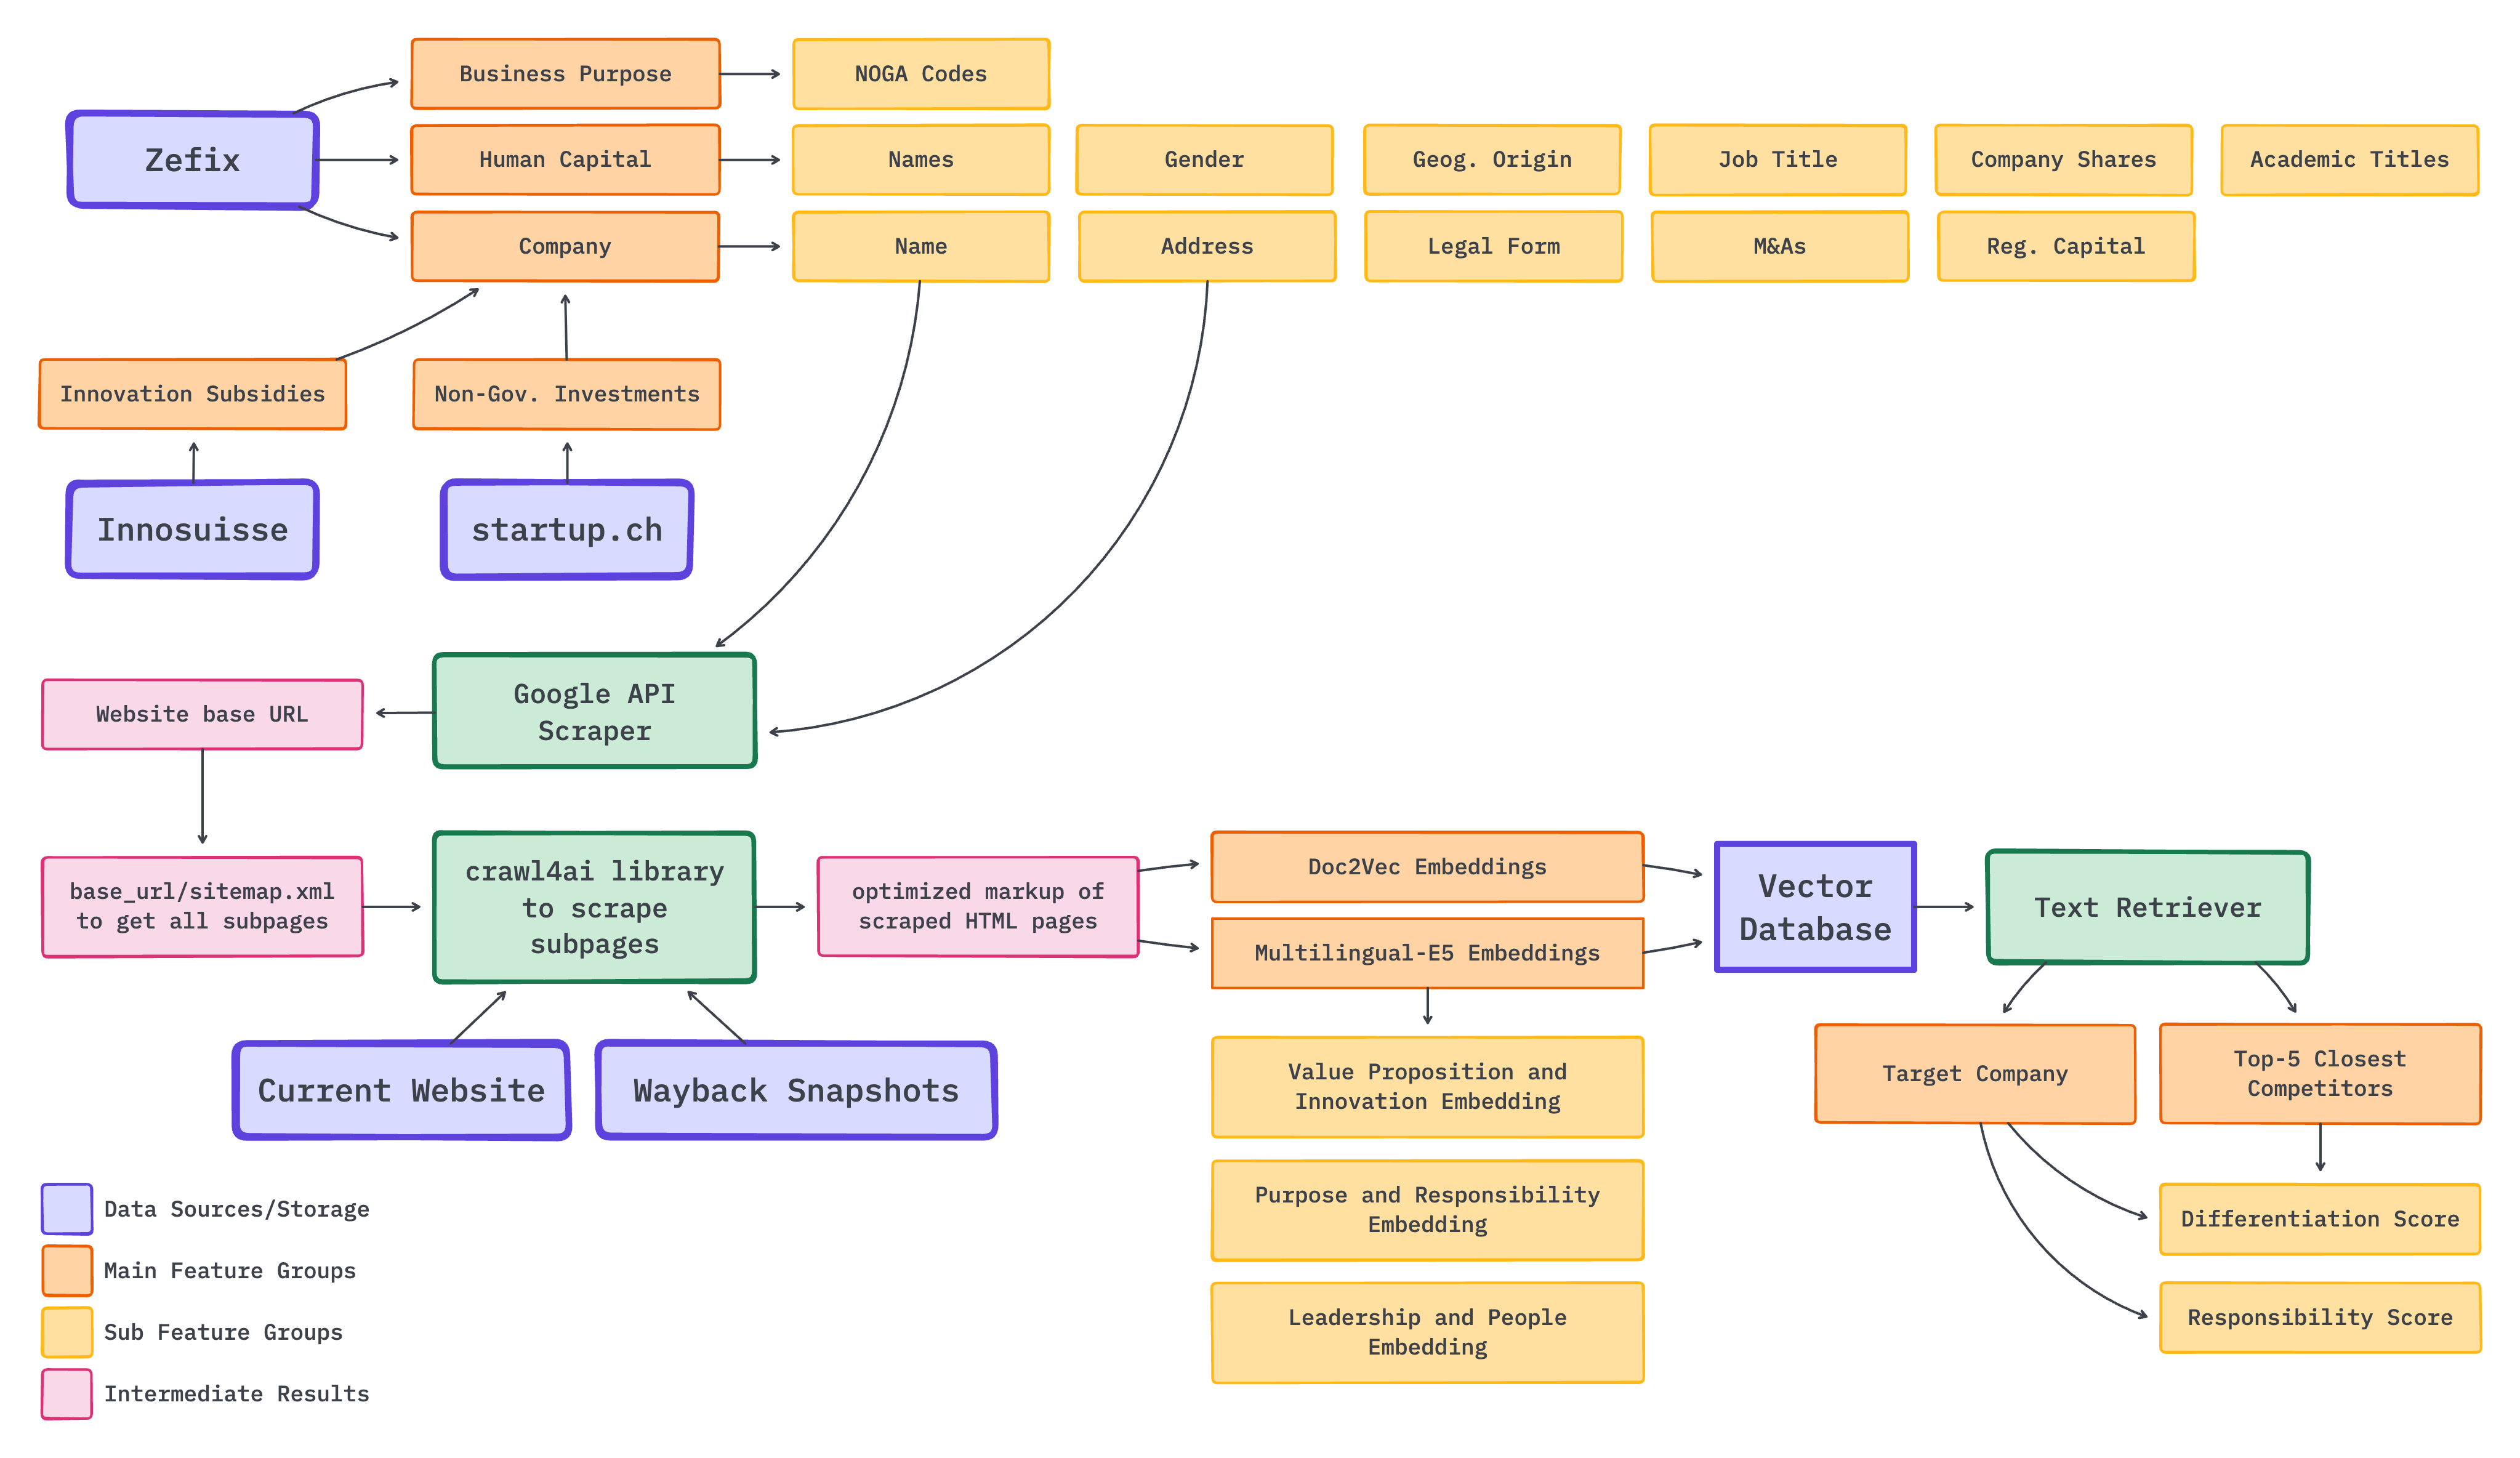 Business Purpose
NOGA Codes
Zefix
Human Capital
Names
Gender
Geog. Origin
Job Title
Company Shares
Academic Titles
Company
Name
Address
Legal Form
M&As
Reg. Capital
Innovation Subsidies
Non-Gov. Investments
Innosuisse
startup.ch
Website base URL
Google API
Scraper
base_url/sitemap.xml
to get all subpages
crawl4ai library
to scrape
subpages
optimized markup of
scraped HTML pages
Doc2Vec Embeddings
Multilingual-E5 Embeddings
Vector
Database
Text Retriever
Current Website
Wayback Snapshots
Value Proposition and
Innovation Embedding
Purpose and Responsibility
Embedding
Leadership and People
Embedding
Target Company
Top-5 Closest
Competitors
Differentiation Score
Responsibility Score
Data Sources/Storage
Main Feature Groups
Sub Feature Groups
Intermediate Results